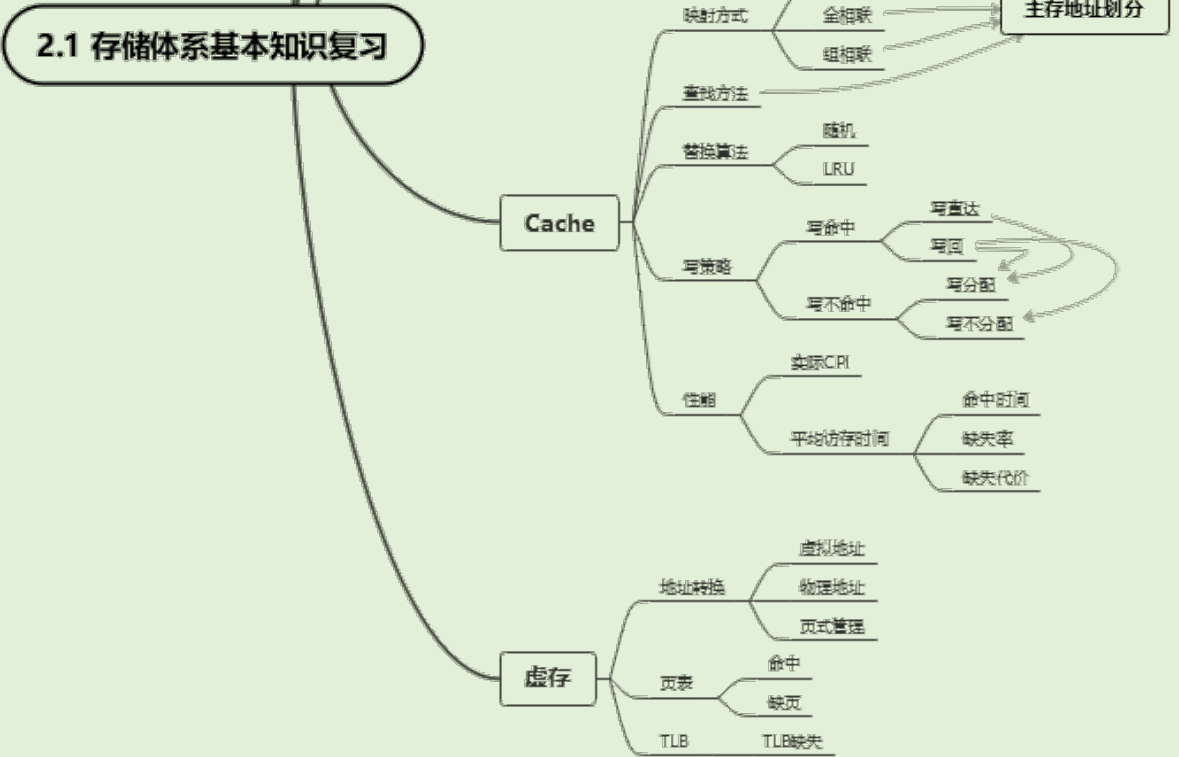 2.1 存储体系基本知识复习
映射方式
全相联
组相联
主存地址划分
查找方法
替换算法
随机
LRU
Cache
写策略
写命中
写直达
写回
写不命中
写分配
写不分配
性能
实际CPI
平均访存时间
命中时间
缺失率
缺失代价
虚存
地址转换
虚拟地址
物理地址
页式管理
页表
命中
缺页
TLB
TLB缺失